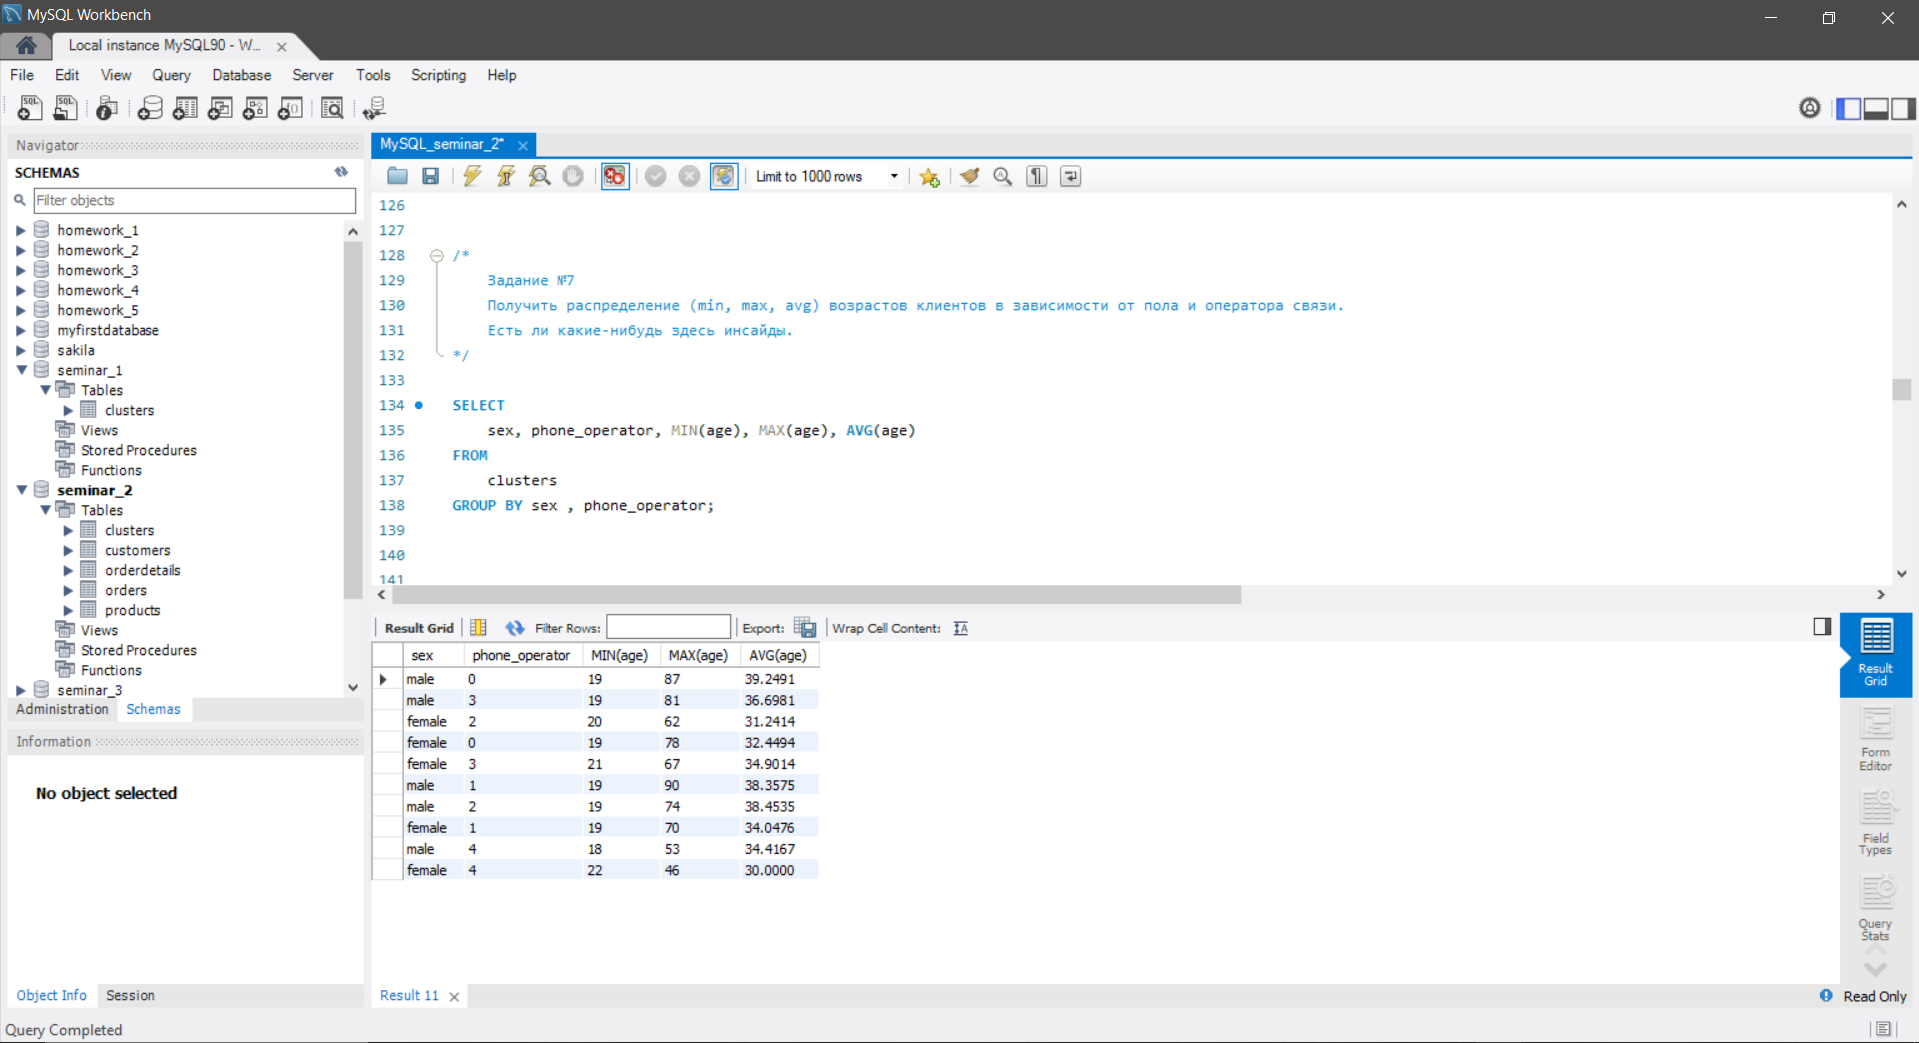 MySQL Workbench
Local instance MySQL90 - W...
File Edit View Query Database Server Tools Scripting Help
Navigator
SCHEMAS
Filter objects
homework_1
homework_2
homework_3
homework_4
homework_5
myfirstdatabase
sakila
seminar_1
Tables
clusters
Views
Stored Procedures
Functions
seminar_2
Tables
clusters
customers
orderdetails
orders
products
Views
Stored Procedures
Functions
seminar_3
Administration Schemas
Information
No object selected
Object Info Session
Query Completed
MySQL_seminar_2*
Limit to 1000 rows
126
127
128 /*
129 Задание №7
130 Получить распределение (min, max, avg) возрастов клиентов в зависимости от пола и оператора связи.
131 Есть ли какие-нибудь здесь инсайды.
132 */
133
134 SELECT
135 sex, phone_operator, MIN(age), MAX(age), AVG(age)
136 FROM
137 clusters
138 GROUP BY sex , phone_operator;
139
140
141
Result Grid Filter Rows: Export: Wrap Cell Content: IA
sex phone_operator MIN(age) MAX(age) AVG(age)
male 0 19 87 39.2491
male 3 19 81 36.6981
female 2 20 62 31.2414
female 0 19 78 32.4494
female 3 21 67 34.9014
male 1 19 90 38.3575
male 2 19 74 38.4535
female 1 19 70 34.0476
male 4 18 53 34.4167
female 4 22 46 30.0000
Result
Grid
Form
Editor
Field
Types
Query
Stats
Result 11
Read Only